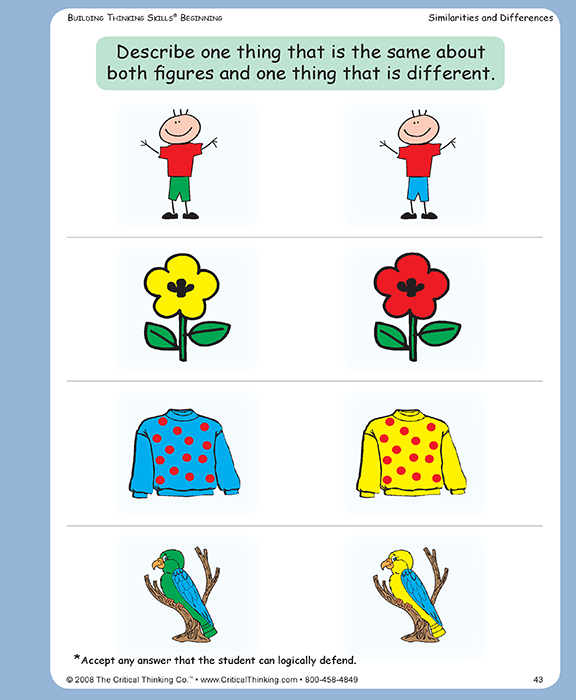 Building Thinking Skills® Beginning
Similarities and Differences
Describe one thing that is the same about
both figures and one thing that is different.
*Accept any answer that the student can logically defend.
© 2008 The Critical Thinking Co.™ • www.CriticalThinking.com • 800-458-4849
43